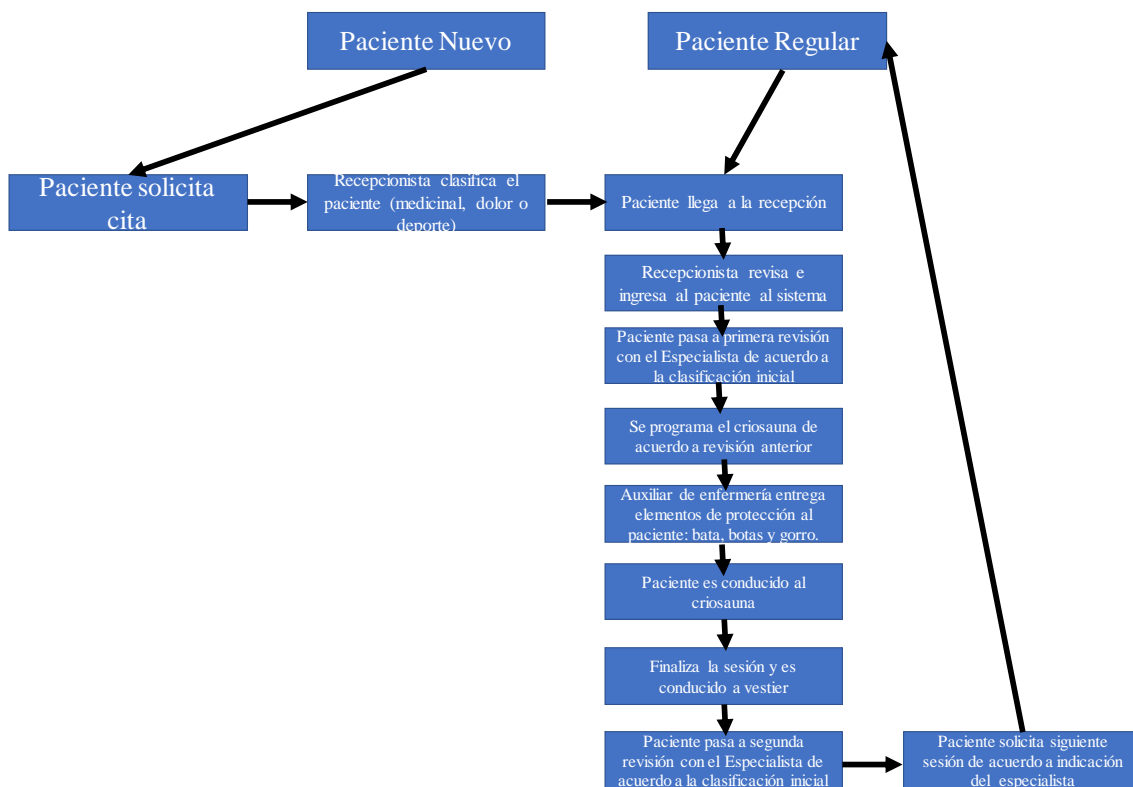 Paciente Nuevo
Paciente Regular
Paciente solicita
cita
Recepcionista clasifica el
paciente (medicinal, dolor o
deporte)
Paciente llega a la recepción
Recepcionista revisa e
ingresa al paciente al sistema
Paciente pasa a primera revisión
con el Especialista de acuerdo a
la clasificación inicial
Se programa el criosauna de
acuerdo a revisión anterior
Auxiliar de enfermería entrega
elementos de protección al
paciente: bata, botas y gorro.
Paciente es conducido al
criosauna
Finaliza la sesión y es
conducido a vestier
Paciente pasa a segunda
revisión con el Especialista de
acuerdo a la clasificación inicial
Paciente solicita siguiente
sesión de acuerdo a indicación
del especialista